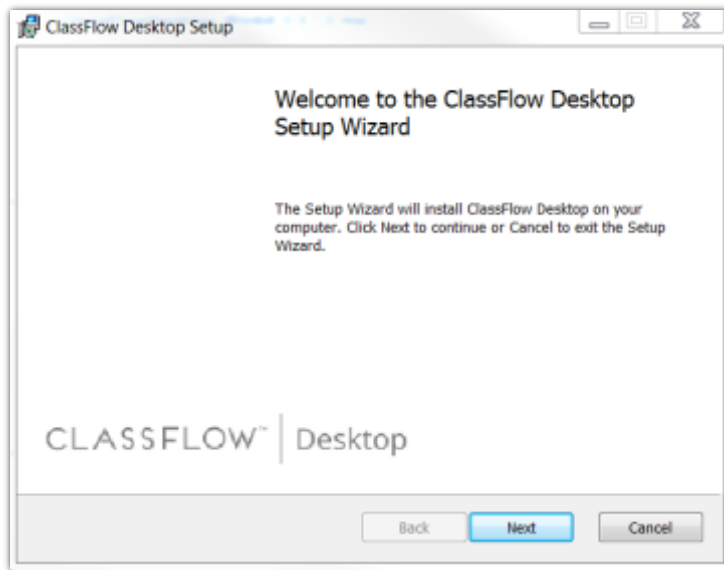 ClassFlow Desktop Setup
Welcome to the ClassFlow Desktop
Setup Wizard
The Setup Wizard will install ClassFlow Desktop on your
computer. Click Next to continue or Cancel to exit the Setup
Wizard.
CLASSFLOW™ Desktop
Back Next Cancel